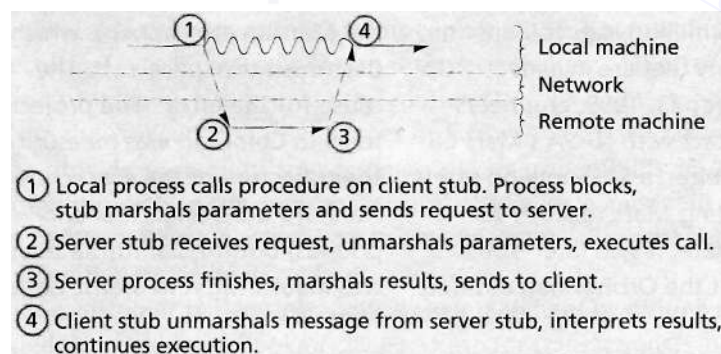 1 4
Local machine
Network
2 3 Remote machine
1 Local process calls procedure on client stub. Process blocks,
stub marshals parameters and sends request to server.
2 Server stub receives request, unmarshals parameters, executes call.
3 Server process finishes, marshals results, sends to client.
4 Client stub unmarshals message from server stub, interprets results,
continues execution.